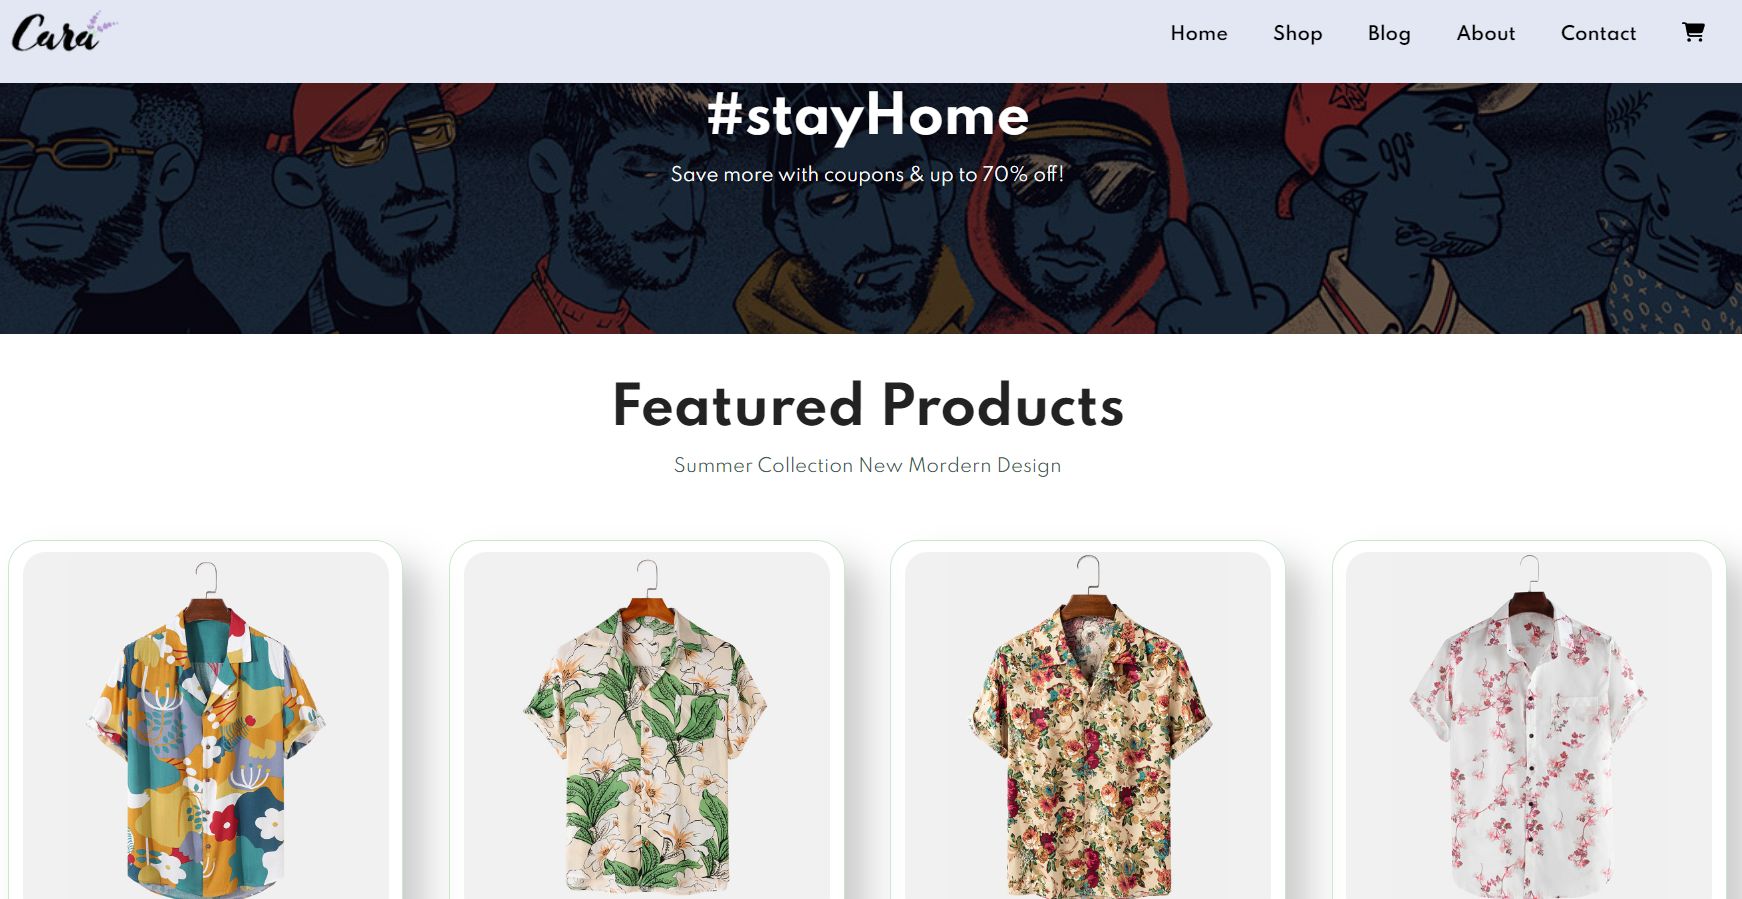 Cara
Home Shop Blog About Contact
#stayHome
Save more with coupons & up to 70% off!
99s
Featured Products
Summer Collection New Mordern Design